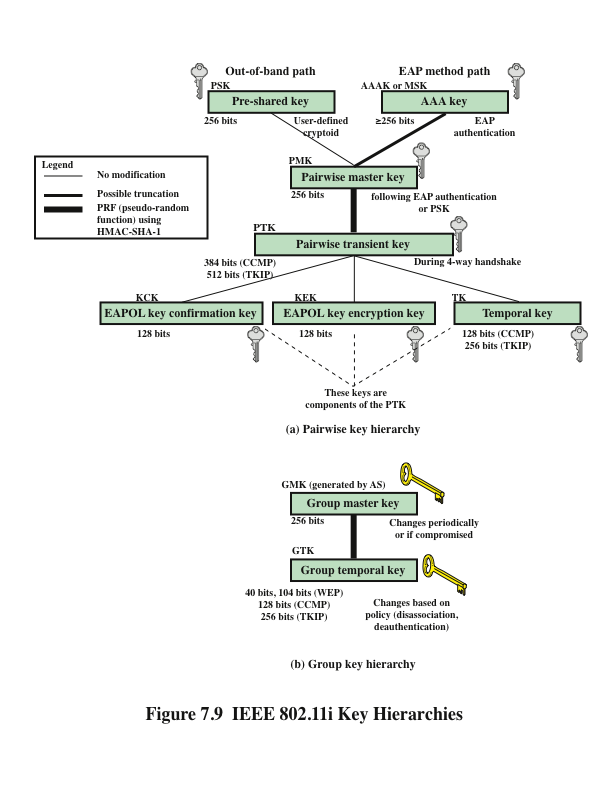 Out-of-band path
EAP method path
PSK
AAAK or MSK
Pre-shared key
AAA key
256 bits
User-defined
cryptoid
≥256 bits
EAP
authentication
Legend
No modification
Possible truncation
PRF (pseudo-random
function) using
HMAC-SHA-1
PMK
Pairwise master key
256 bits
following EAP authentication
or PSK
PTK
Pairwise transient key
384 bits (CCMP)
512 bits (TKIP)
During 4-way handshake
KCK
KEK
TK
EAPOL key confirmation key
EAPOL key encryption key
Temporal key
128 bits
128 bits
128 bits (CCMP)
256 bits (TKIP)
These keys are
components of the PTK
(a) Pairwise key hierarchy
GMK (generated by AS)
Group master key
256 bits
Changes periodically
or if compromised
GTK
Group temporal key
40 bits, 104 bits (WEP)
128 bits (CCMP)
256 bits (TKIP)
Changes based on
policy (disassociation,
deauthentication)
(b) Group key hierarchy
Figure 7.9 IEEE 802.11i Key Hierarchies